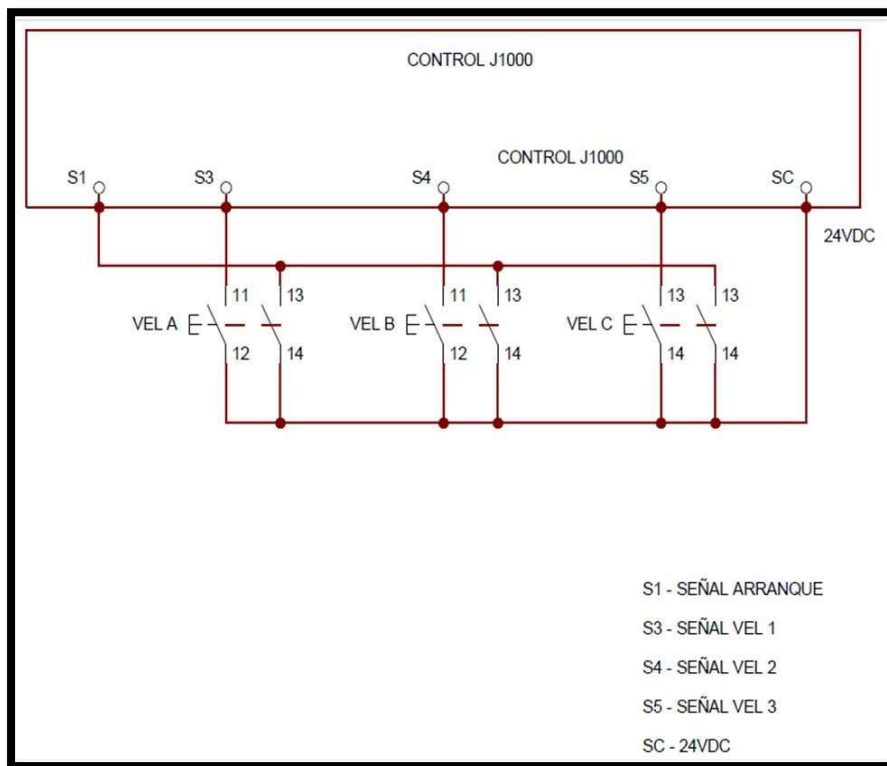 CONTROL J1000
CONTROL J1000
S1 S3 S4 S5 SC
24VDC
11 13 11 13 13 13
VEL A VEL B VEL C
12 14 12 14 14 14
S1 - SEÑAL ARRANQUE
S3 - SEÑAL VEL 1
S4 - SEÑAL VEL 2
S5 - SEÑAL VEL 3
SC - 24VDC